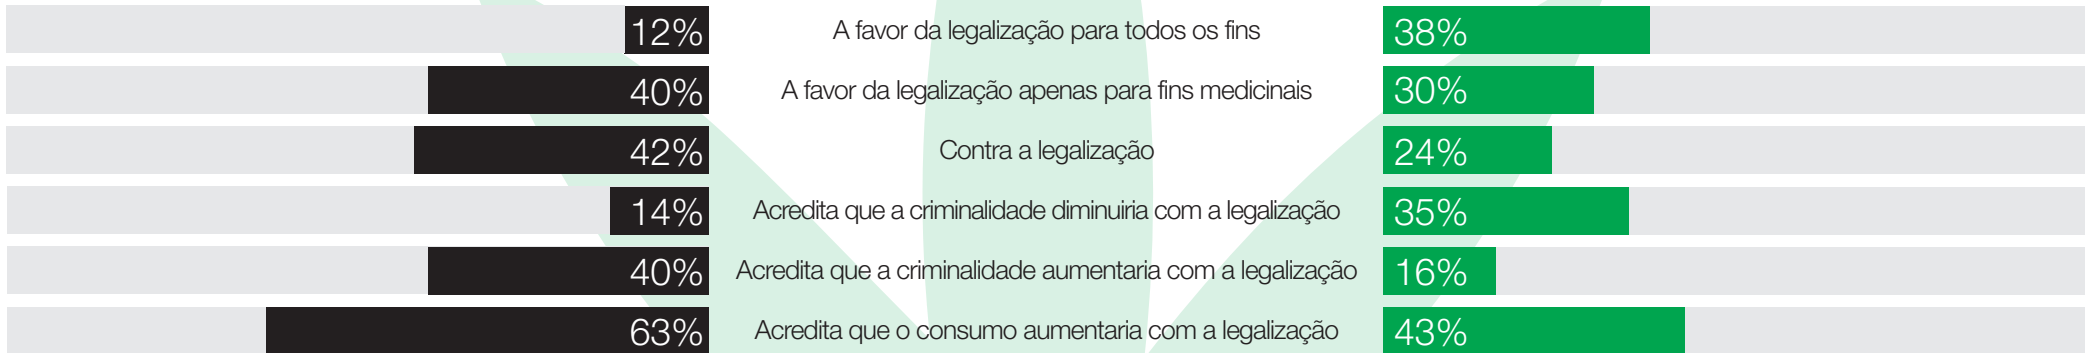 12% A favor da legalização para todos os fins 38%
40% A favor da legalização apenas para fins medicinais 30%
42% Contra a legalização 24%
14% Acredita que a criminalidade diminuiria com a legalização 35%
40% Acredita que a criminalidade aumentaria com a legalização 16%
63% Acredita que o consumo aumentaria com a legalização 43%